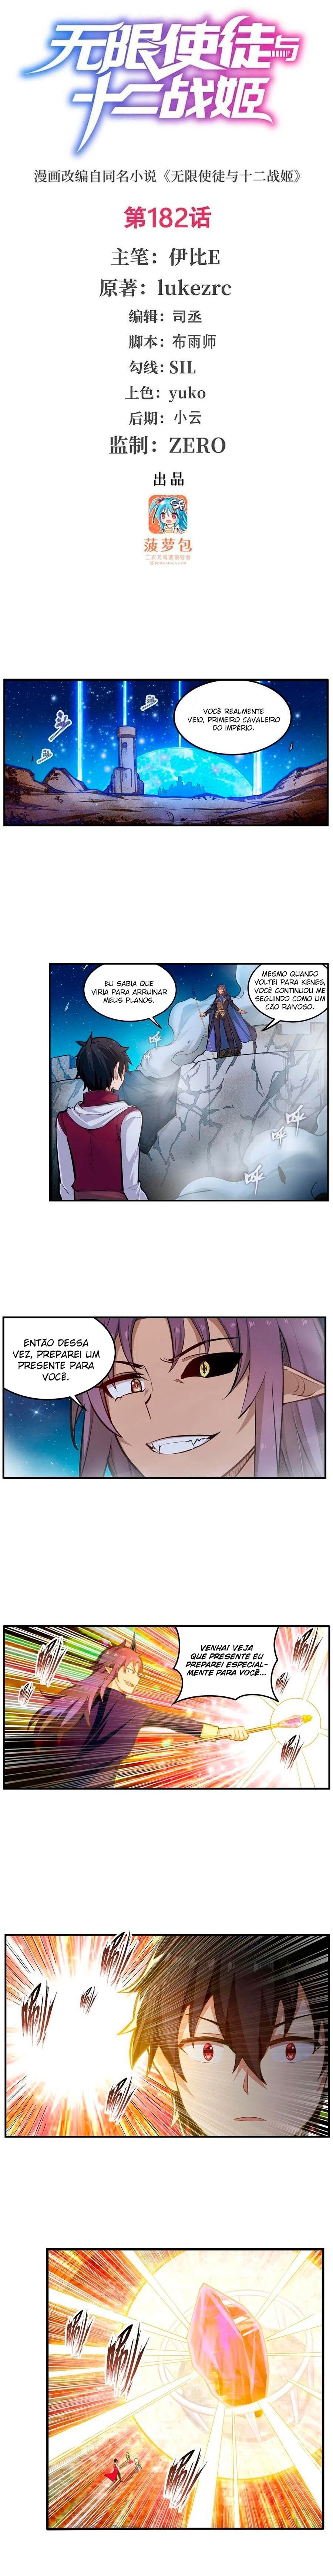 无限使徒与
十二战姬
漫画改编自同名小说《无限使徒与十二战姬》
第182话
主笔：伊比E
原著：lukezrc
编辑：司丞
脚本：布雨师
勾线：SIL
上色：yuko
后期：小云
监制：ZERO
出品
菠萝包
VOCÊ REALMENTE
VEIO, PRIMEIRO CAVALEIRO
DO IMPÉRIO.
EU SABIA QUE
VIRIA PARA ARRUINAR
MEUS PLANOS.
MESMO QUANDO
VOLTEI PARA KENES,
VOCÊ CONTINUOU ME
SEGUINDO COMO UM
CÃO RAIVOSO.
呼
呼
呼
ENTÃO DESSA
VEZ, PREPAREI UM
PRESENTE PARA
VOCÊ.
VENHA! VEJA
QUE PRESENTE EU
PREPAREI ESPECIAL-
MENTE PARA VOCÊ...